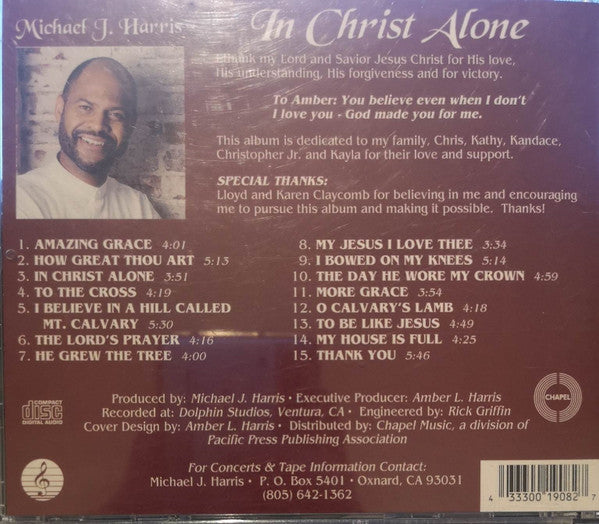 Michael J. Harris
In Christ Alone
I thank my Lord and Savior Jesus Christ for His love,
His understanding, His forgiveness and for victory.
To Amber: You believe even when I don't
I love you - God made you for me.
This album is dedicated to my family, Chris, Kathy, Kandace,
Christopher Jr. and Kayla for their love and support.
SPECIAL THANKS:
Lloyd and Karen Claycomb for believing in me and encouraging
me to pursue this album and making it possible. Thanks!
1. AMAZING GRACE 4:01
2. HOW GREAT THOU ART 5:13
3. IN CHRIST ALONE 3:51
4. TO THE CROSS 4:19
5. I BELIEVE IN A HILL CALLED
MT. CALVARY 5:30
6. THE LORD'S PRAYER 4:16
7. HE GREW THE TREE 4:00
8. MY JESUS I LOVE THEE 3:34
9. I BOWED ON MY KNEES 5:14
10. THE DAY HE WORE MY CROWN 4:59
11. MORE GRACE 3:54
12. O CALVARY'S LAMB 4:18
13. TO BE LIKE JESUS 4:49
14. MY HOUSE IS FULL 4:25
15. THANK YOU 5:46
COMPACT
disc
DIGITAL AUDIO
Produced by: Michael J. Harris • Executive Producer: Amber L. Harris
Recorded at: Dolphin Studios, Ventura, CA • Engineered by: Rick Griffin
Cover Design by: Amber L. Harris • Distributed by: Chapel Music, a division of
Pacific Press Publishing Association
CHAPEL
For Concerts & Tape Information Contact:
Michael J. Harris • P. O. Box 5401 • Oxnard, CA 93031
(805) 642-1362
4 33300 19082 7